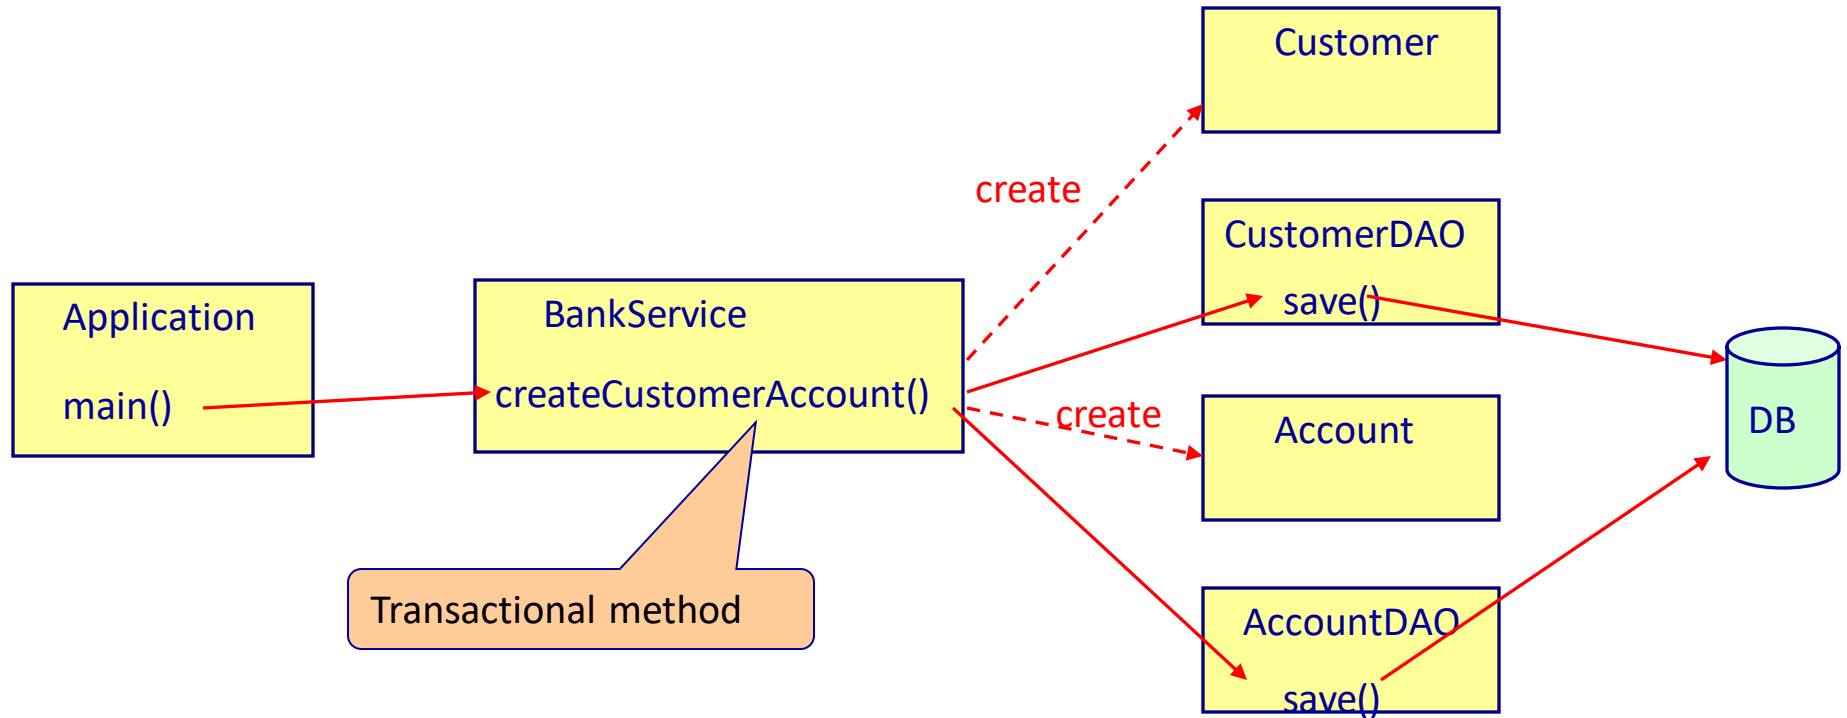 Application
main()
BankService
createCustomerAccount()
Transactional method
create
create
Customer
CustomerDAO
save()
Account
AccountDAO
save()
DB